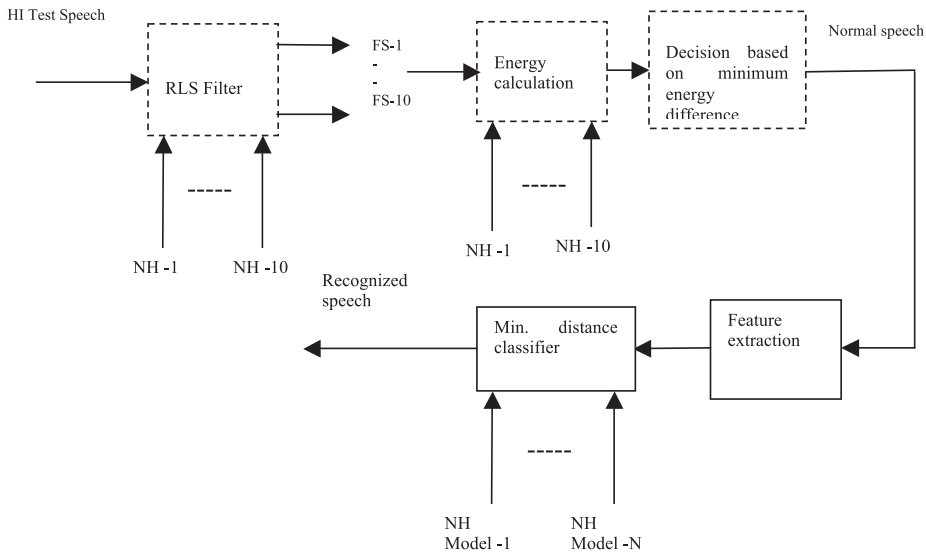 HI Test Speech
RLS Filter
FS-1
-
-
FS-10
Energy
calculation
Decision based
on minimum
energy
difference
Normal speech
NH -1
-----
NH -10
NH -1
-----
NH -10
Recognized
speech
Min. distance
classifier
Feature
extraction
-----
NH
Model -1
NH
Model -N